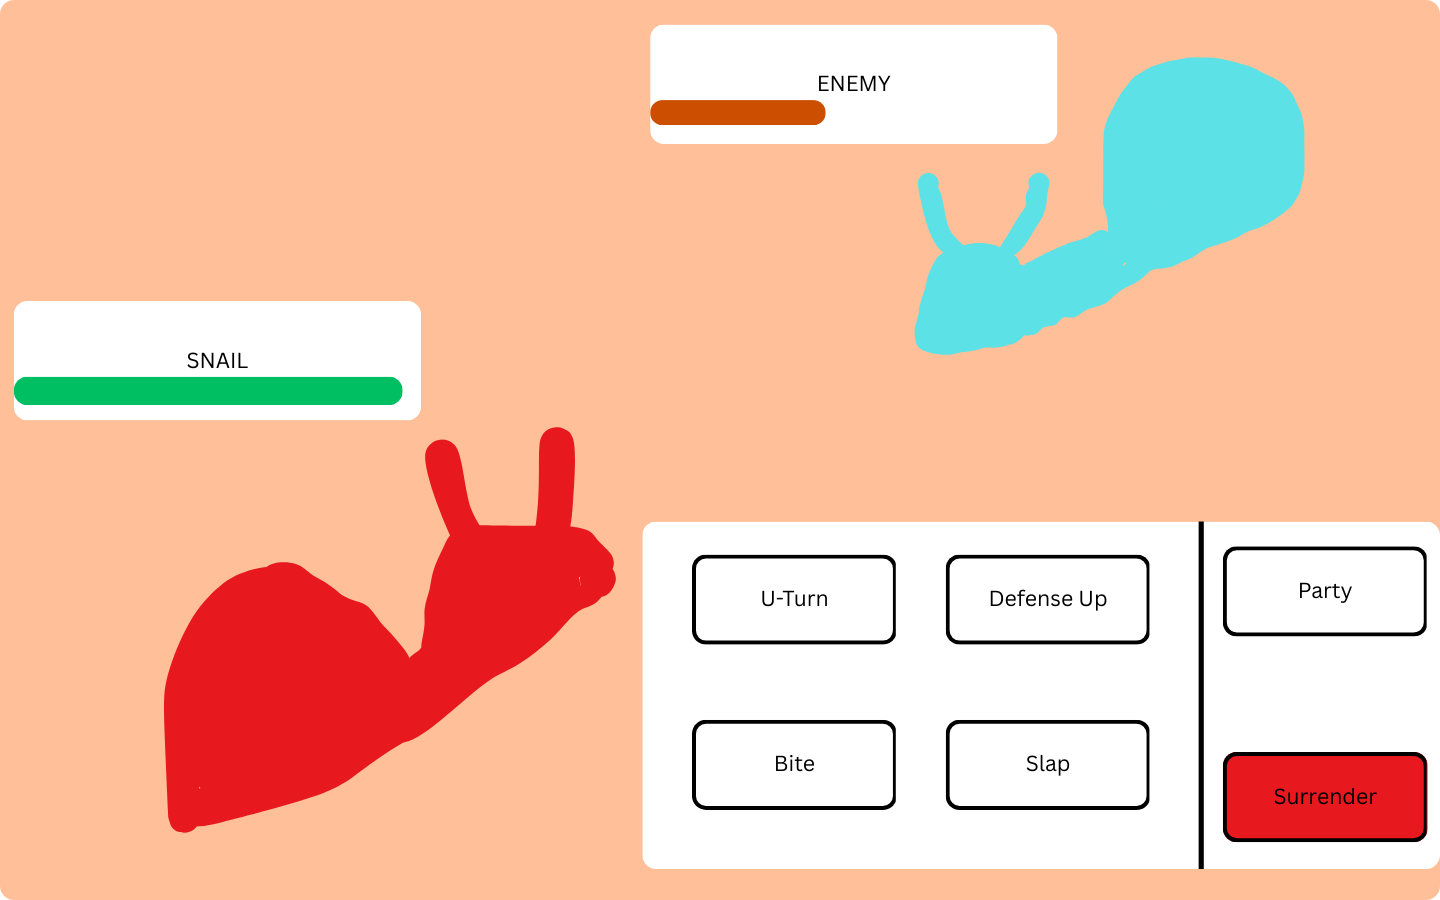 ENEMY
SNAIL
U-Turn
Defense Up
Party
Bite
Slap
Surrender